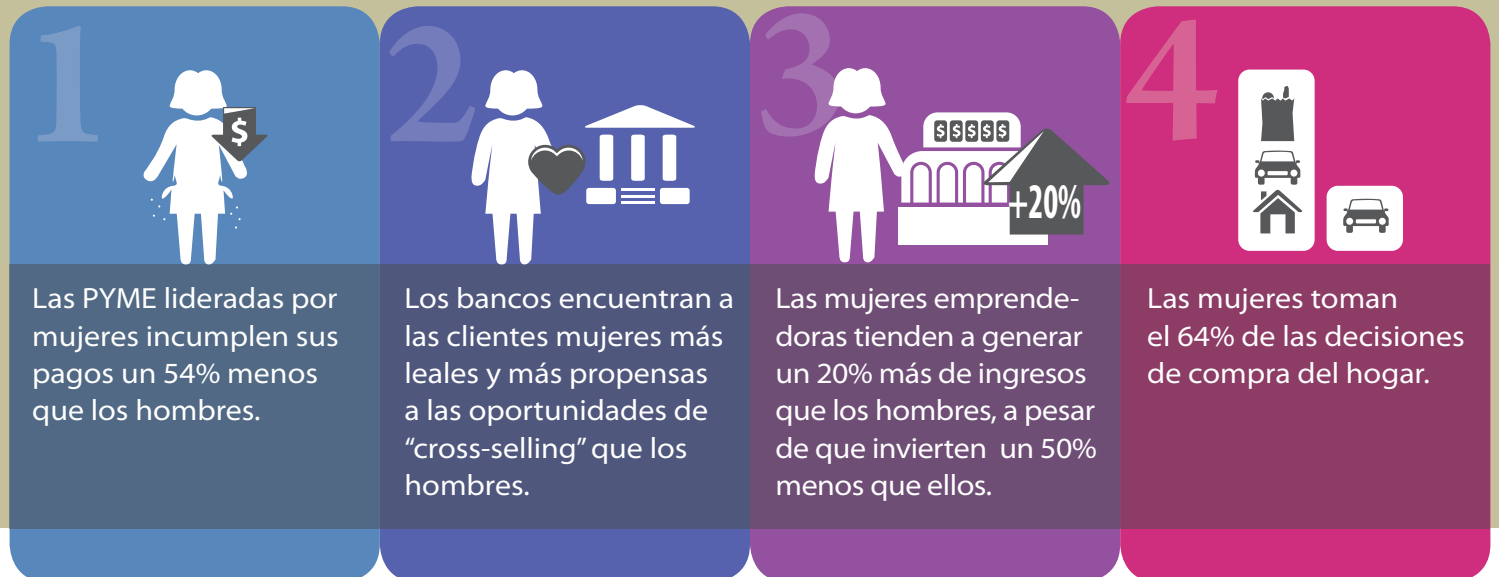 1
$
Las PYME lideradas por
mujeres incumplen sus
pagos un 54% menos
que los hombres.
2
Los bancos encuentran a
las clientes mujeres más
leales y más propensas
a las oportunidades de
“cross-selling” que los
hombres.
3
$ $ $ $ $
+20%
Las mujeres emprende-
doras tienden a generar
un 20% más de ingresos
que los hombres, a pesar
de que invierten un 50%
menos que ellos.
4
Las mujeres toman
el 64% de las decisiones
de compra del hogar.